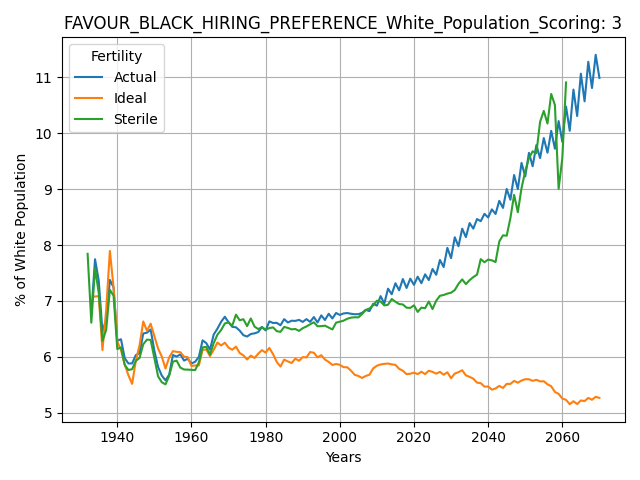 FAVOUR_BLACK_HIRING_PREFERENCE_White_Population_Scoring: 3
Fertility
Actual
Ideal
Sterile
% of White Population
11
10
9
8
7
6
5
1940 1960 1980 2000 2020 2040 2060
Years